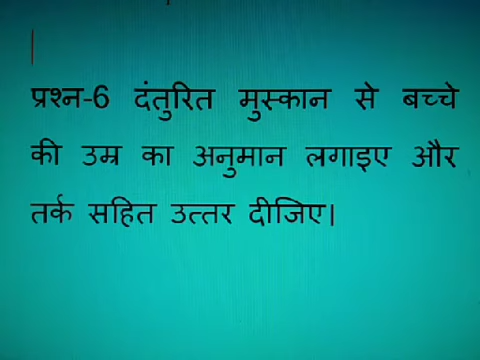 प्रश्न-6 दंतुरित मुस्कान से बच्चे
की उम्र का अनुमान लगाइए और
तर्क सहित उत्तर दीजिए।